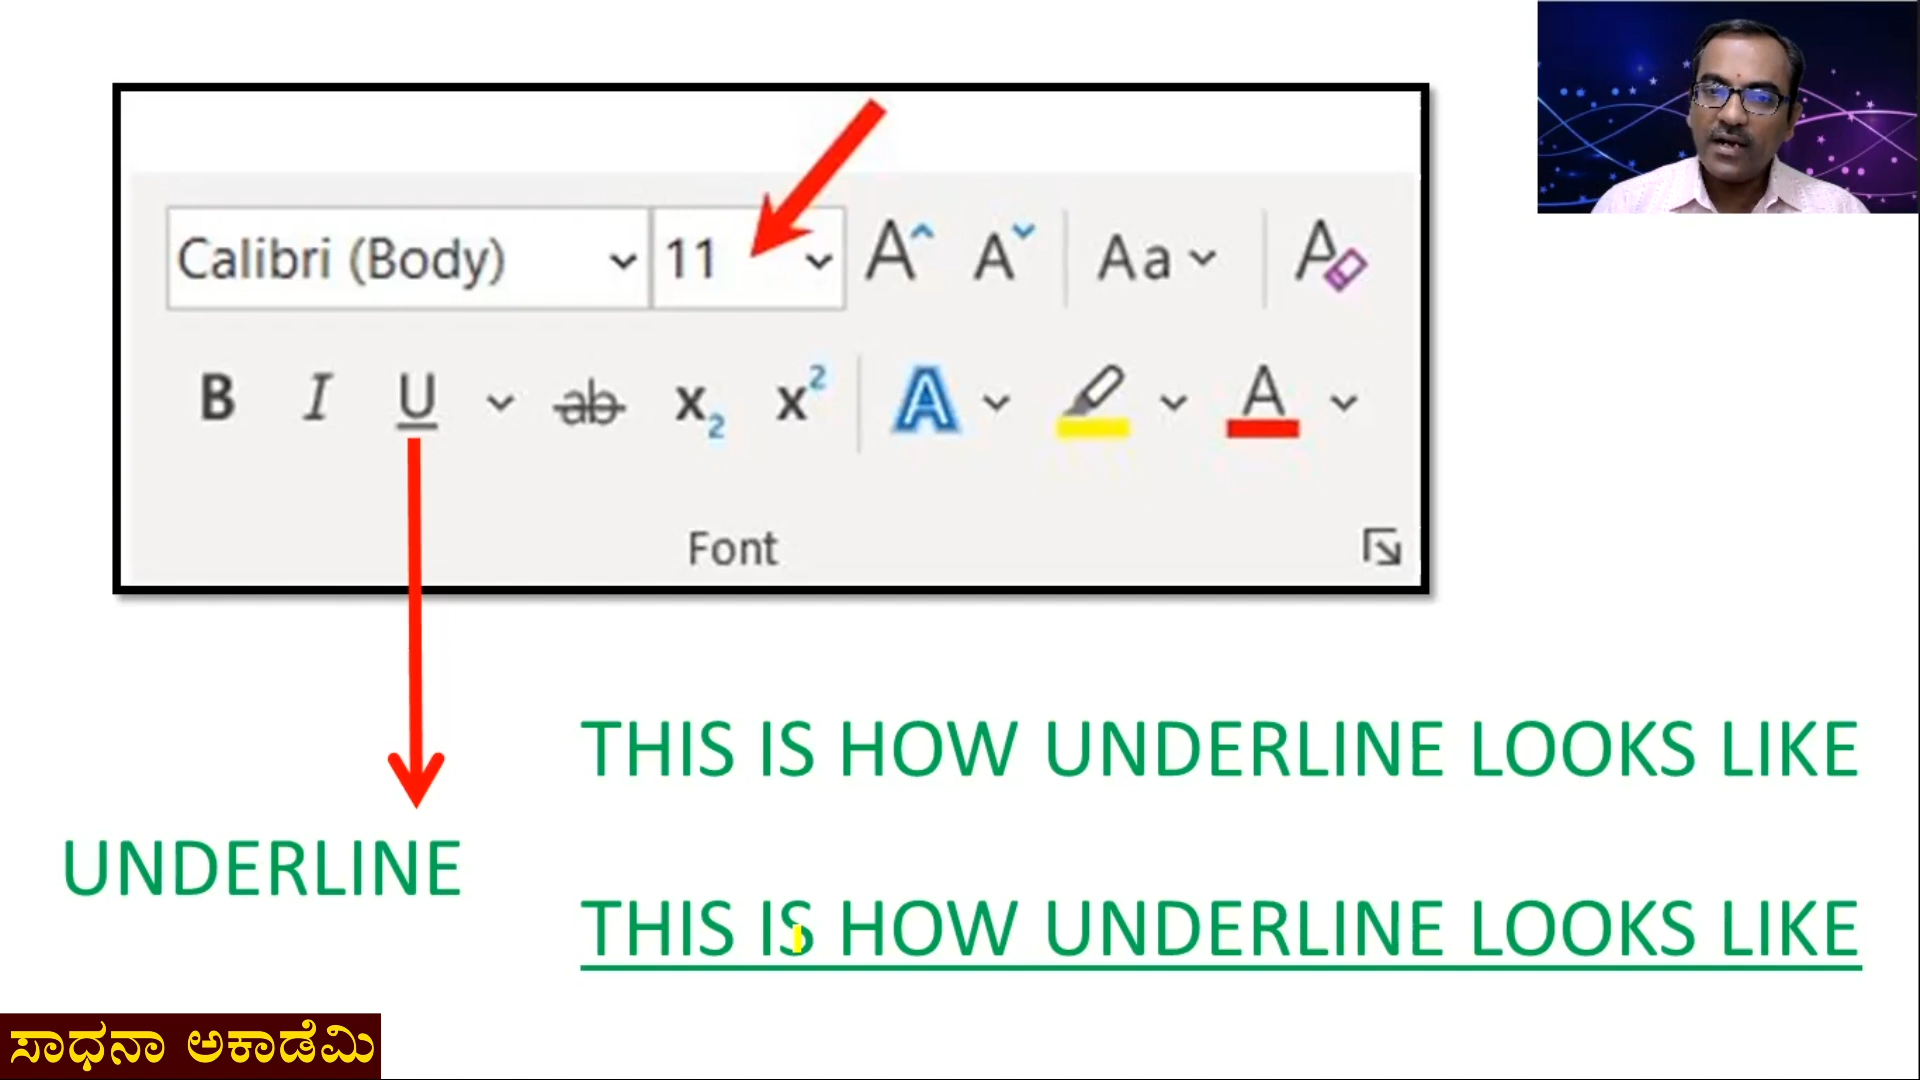 Calibri (Body) 11 A A Aa A
B I U ab x2 x2 A A
Font
THIS IS HOW UNDERLINE LOOKS LIKE
UNDERLINE
THIS IS HOW UNDERLINE LOOKS LIKE
ಸಾಧನಾ ಅಕಾಡೆಮಿ